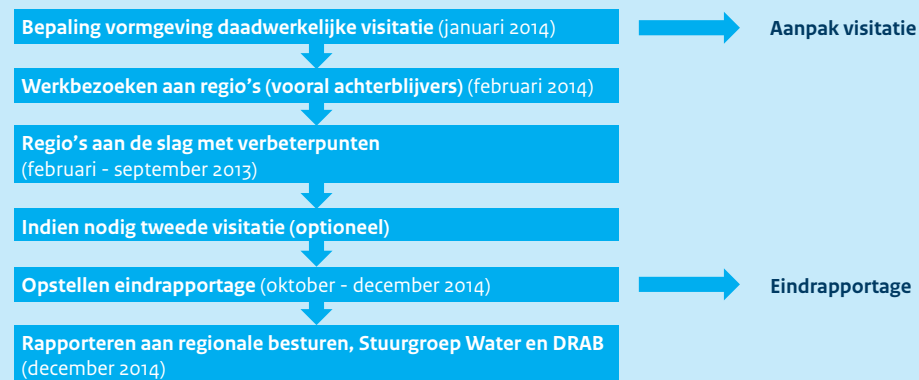 Bepaling vormgeving daadwerkelijke visitatie (januari 2014)
Aanpak visitatie
Werkbezoeken aan regio's (vooral achterblijvers) (februari 2014)
Regio's aan de slag met verbeterpunten
(februari - september 2013)
Indien nodig tweede visitatie (optioneel)
Opstellen eindrapportage (oktober - december 2014)
Eindrapportage
Rapporteren aan regionale besturen, Stuurgroep Water en DRAB
(december 2014)